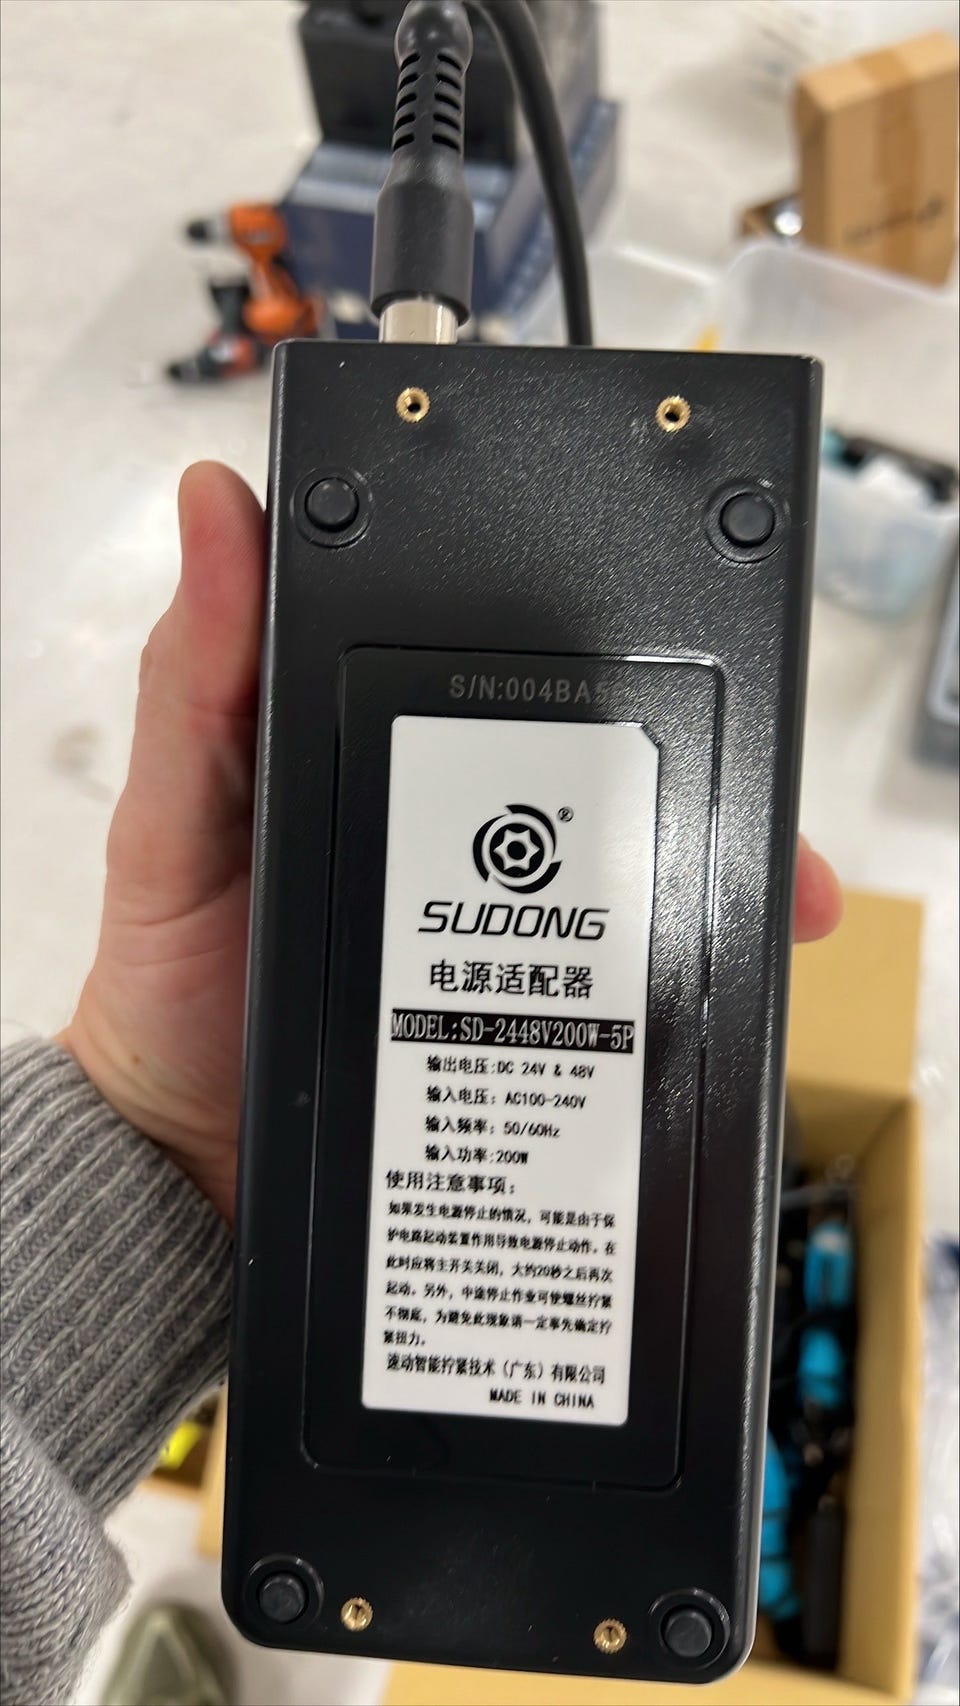 S/N:004BA5
®
SUDONG
电源适配器
MODEL:SD-2448V200W-5P
输出电压:DC 24V & 48V
输入电压: AC100-240V
输入频率: 50/60Hz
输入功率:200W
使用注意事项:
如果发生电源停止的情况，可能是由于保
护电路起动装置作用导致电源停止动作。在
此时应将主开关关闭，大约20秒之后再次
起动。另外，中途停止作业可使螺丝拧紧
不彻底，为避免此现象请一定事先确定拧
紧扭力。
速动智能拧紧技术（广东）有限公司
MADE IN CHINA